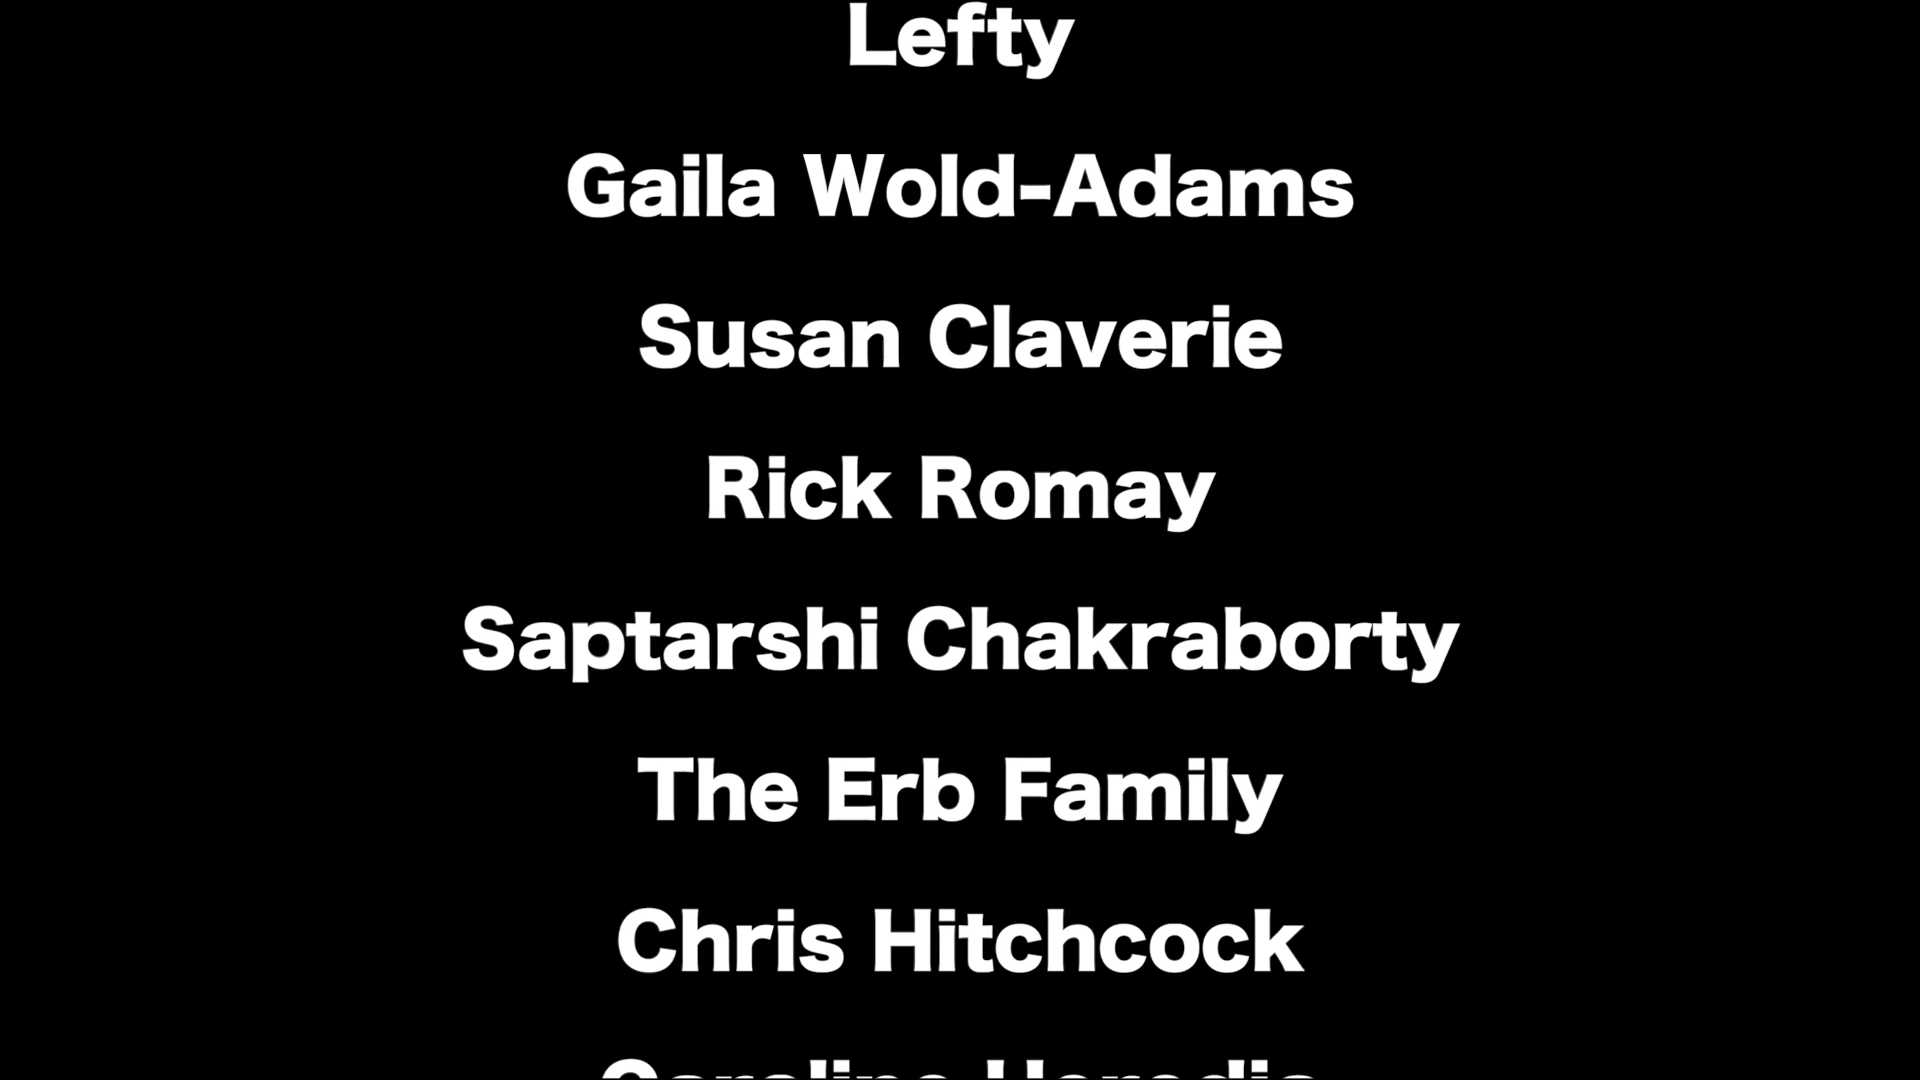 Lefty
Gaila Wold-Adams
Susan Claverie
Rick Romay
Saptarshi Chakraborty
The Erb Family
Chris Hitchcock